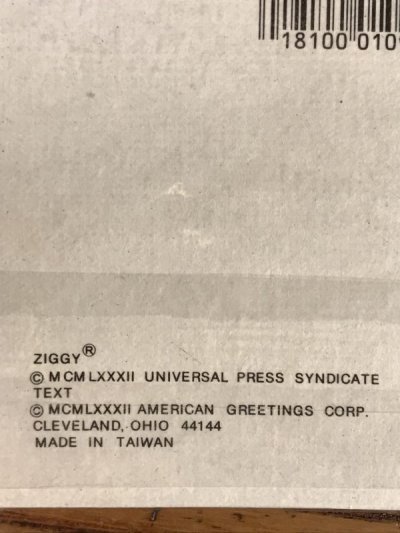 18100 010
ZIGGY®
© MCMLXXXII UNIVERSAL PRESS SYNDICATE
TEXT
© MCMLXXXII AMERICAN GREETINGS CORP.
CLEVELAND, OHIO 44144
MADE IN TAIWAN